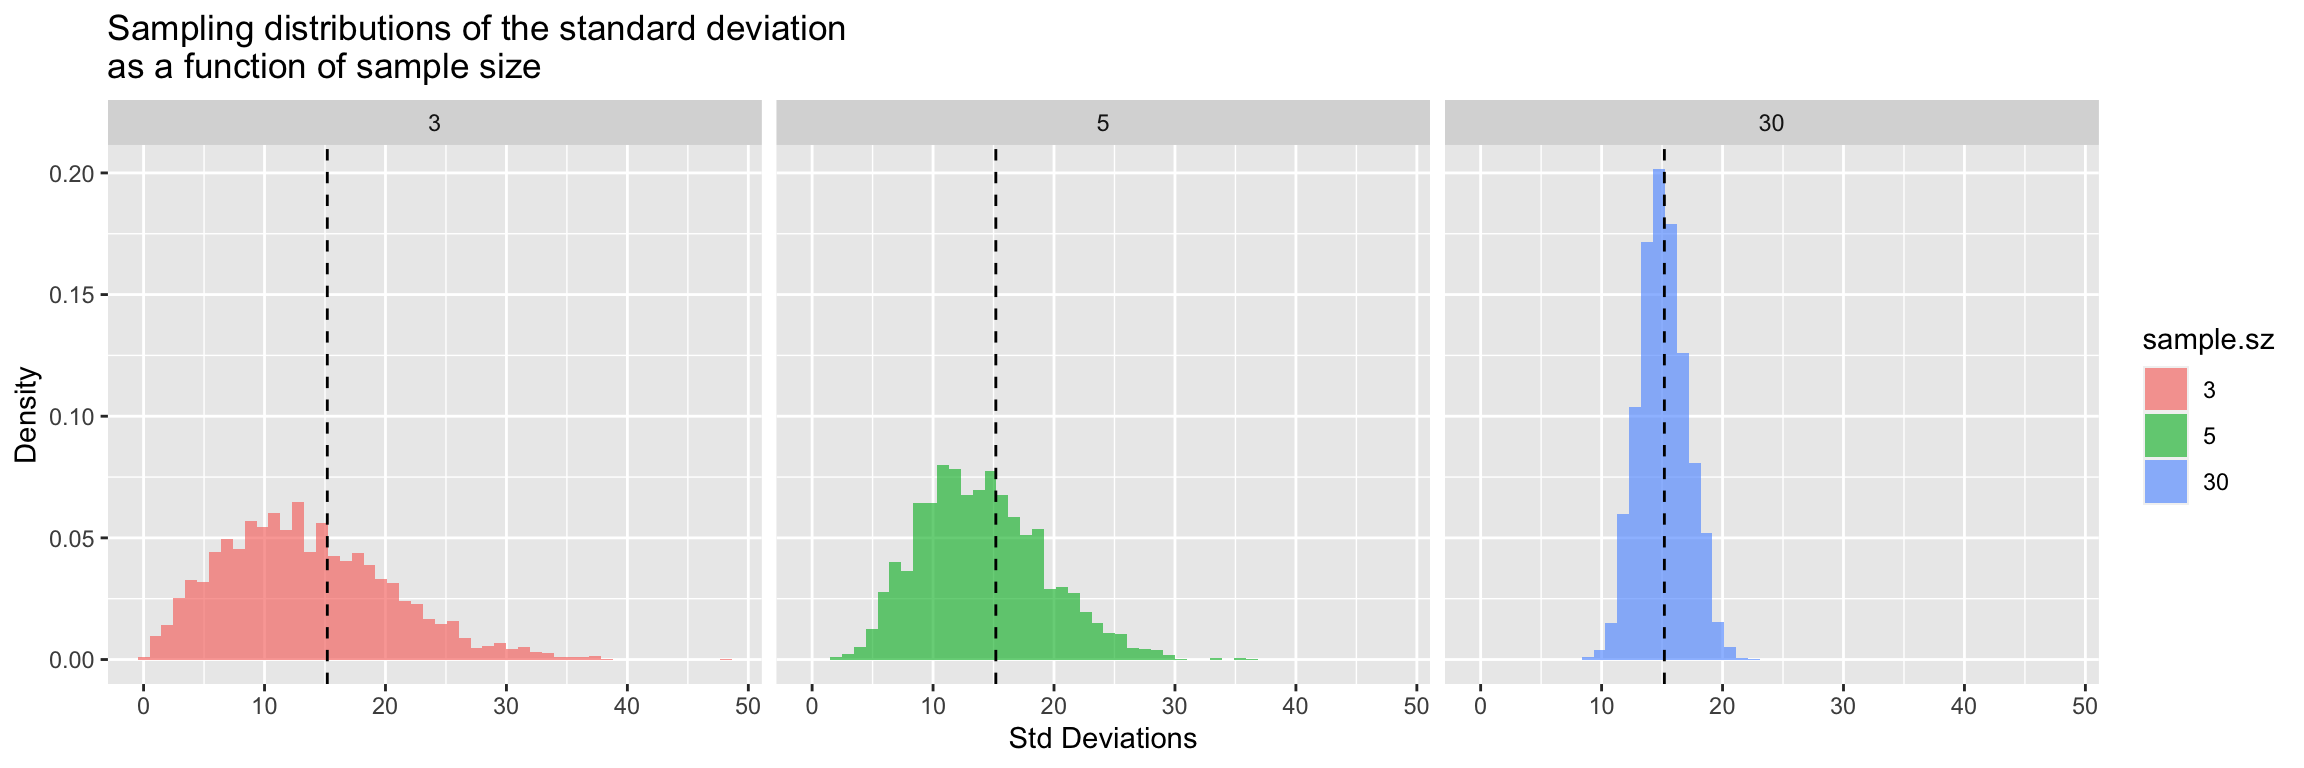 Sampling distributions of the standard deviation
as a function of sample size
3 5 30
0.20
0.15
0.10
0.05
0.00
Density
0 10 20 30 40 50 0 10 20 30 40 50 0 10 20 30 40 50
Std Deviations
sample.sz
3
5
30